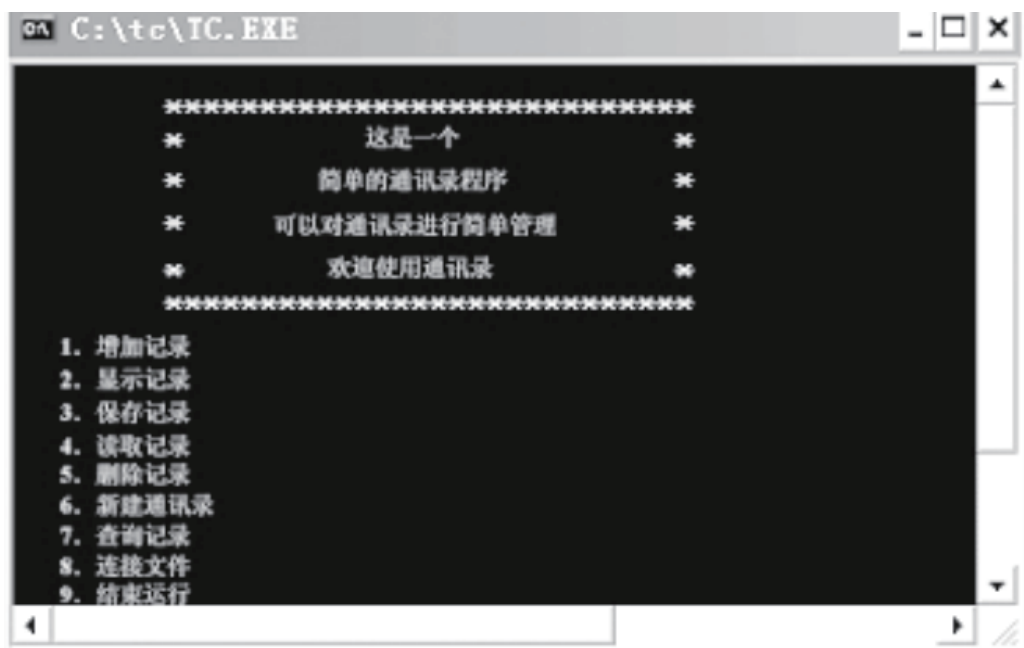 C:\tc\TC.EXE
****************************
* 这是一个 *
* 简单的通讯录程序 *
* 可以对通讯录进行简单管理 *
* 欢迎使用通讯录 *
****************************
1. 增加记录
2. 显示记录
3. 保存记录
4. 读取记录
5. 删除记录
6. 新建通讯录
7. 查询记录
8. 连接文件
9. 结束运行